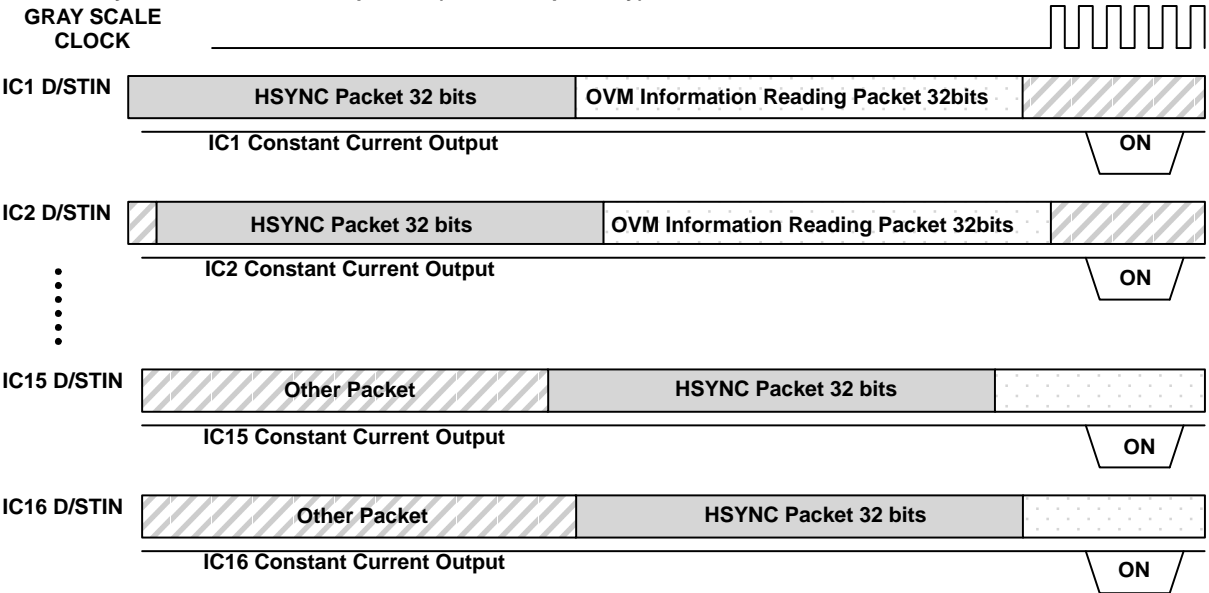 GRAY SCALE
CLOCK
IC1 D/STIN
HSYNC Packet 32 bits
OVM Information Reading Packet 32bits
IC1 Constant Current Output
ON
IC2 D/STIN
HSYNC Packet 32 bits
OVM Information Reading Packet 32bits
IC2 Constant Current Output
ON
IC15 D/STIN
Other Packet
HSYNC Packet 32 bits
IC15 Constant Current Output
ON
IC16 D/STIN
Other Packet
HSYNC Packet 32 bits
IC16 Constant Current Output
ON